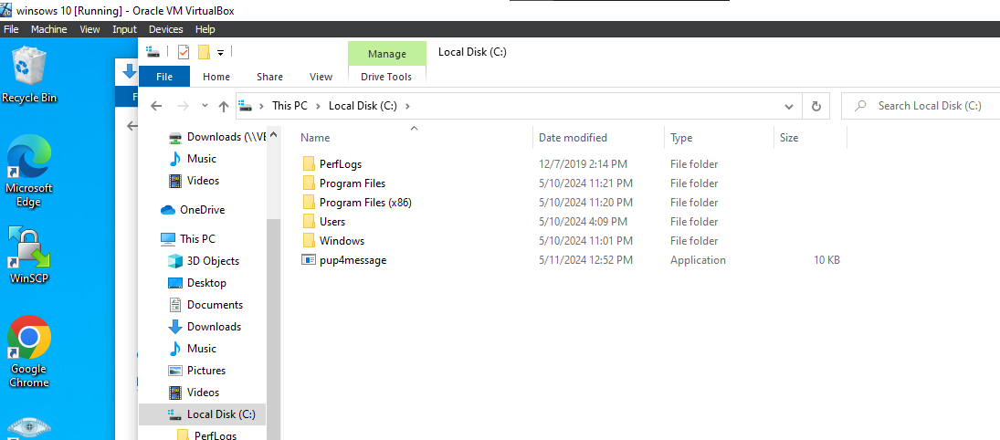 winsows 10 [Running] - Oracle VM VirtualBox
File Machine View Input Devices Help
Manage Local Disk (C:)
File Home Share View Drive Tools
This PC Local Disk (C:) Search Local Disk (C:)
Recycle Bin
Microsoft Edge
WinSCP
Google Chrome
F
Downloads (\\VE
Music
Videos
OneDrive
This PC
3D Objects
Desktop
Documents
Downloads
Music
Pictures
Videos
Local Disk (C:)
PerfLogs
Name Date modified Type Size
PerfLogs 12/7/2019 2:14 PM File folder
Program Files 5/10/2024 11:21 PM File folder
Program Files (x86) 5/10/2024 11:20 PM File folder
Users 5/10/2024 4:09 PM File folder
Windows 5/10/2024 11:01 PM File folder
pup4message 5/11/2024 12:52 PM Application 10 KB